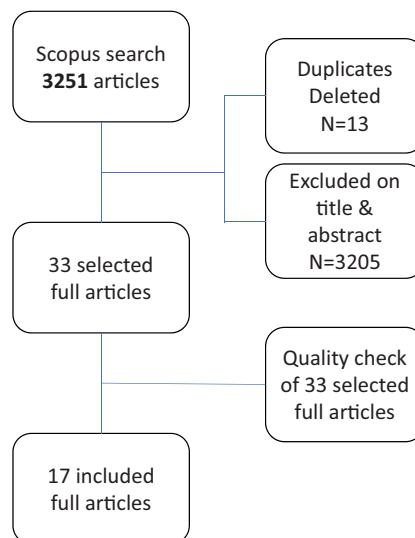 Scopus search
3251 articles
Duplicates
Deleted
N=13
Excluded on
title &
abstract
N=3205
33 selected
full articles
Quality check
of 33 selected
full articles
17 included
full articles